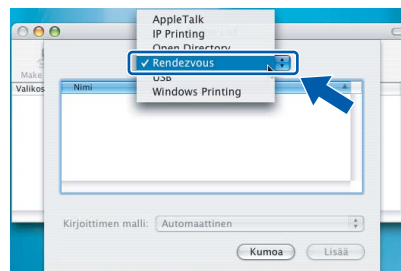 AppleTalk
IP Printing
Open Directory
✓ Rendezvous
USB
Windows Printing
Make
Valikos
Nimi
Kirjoittimen malli: Automaattinen
Kumoa Lisää